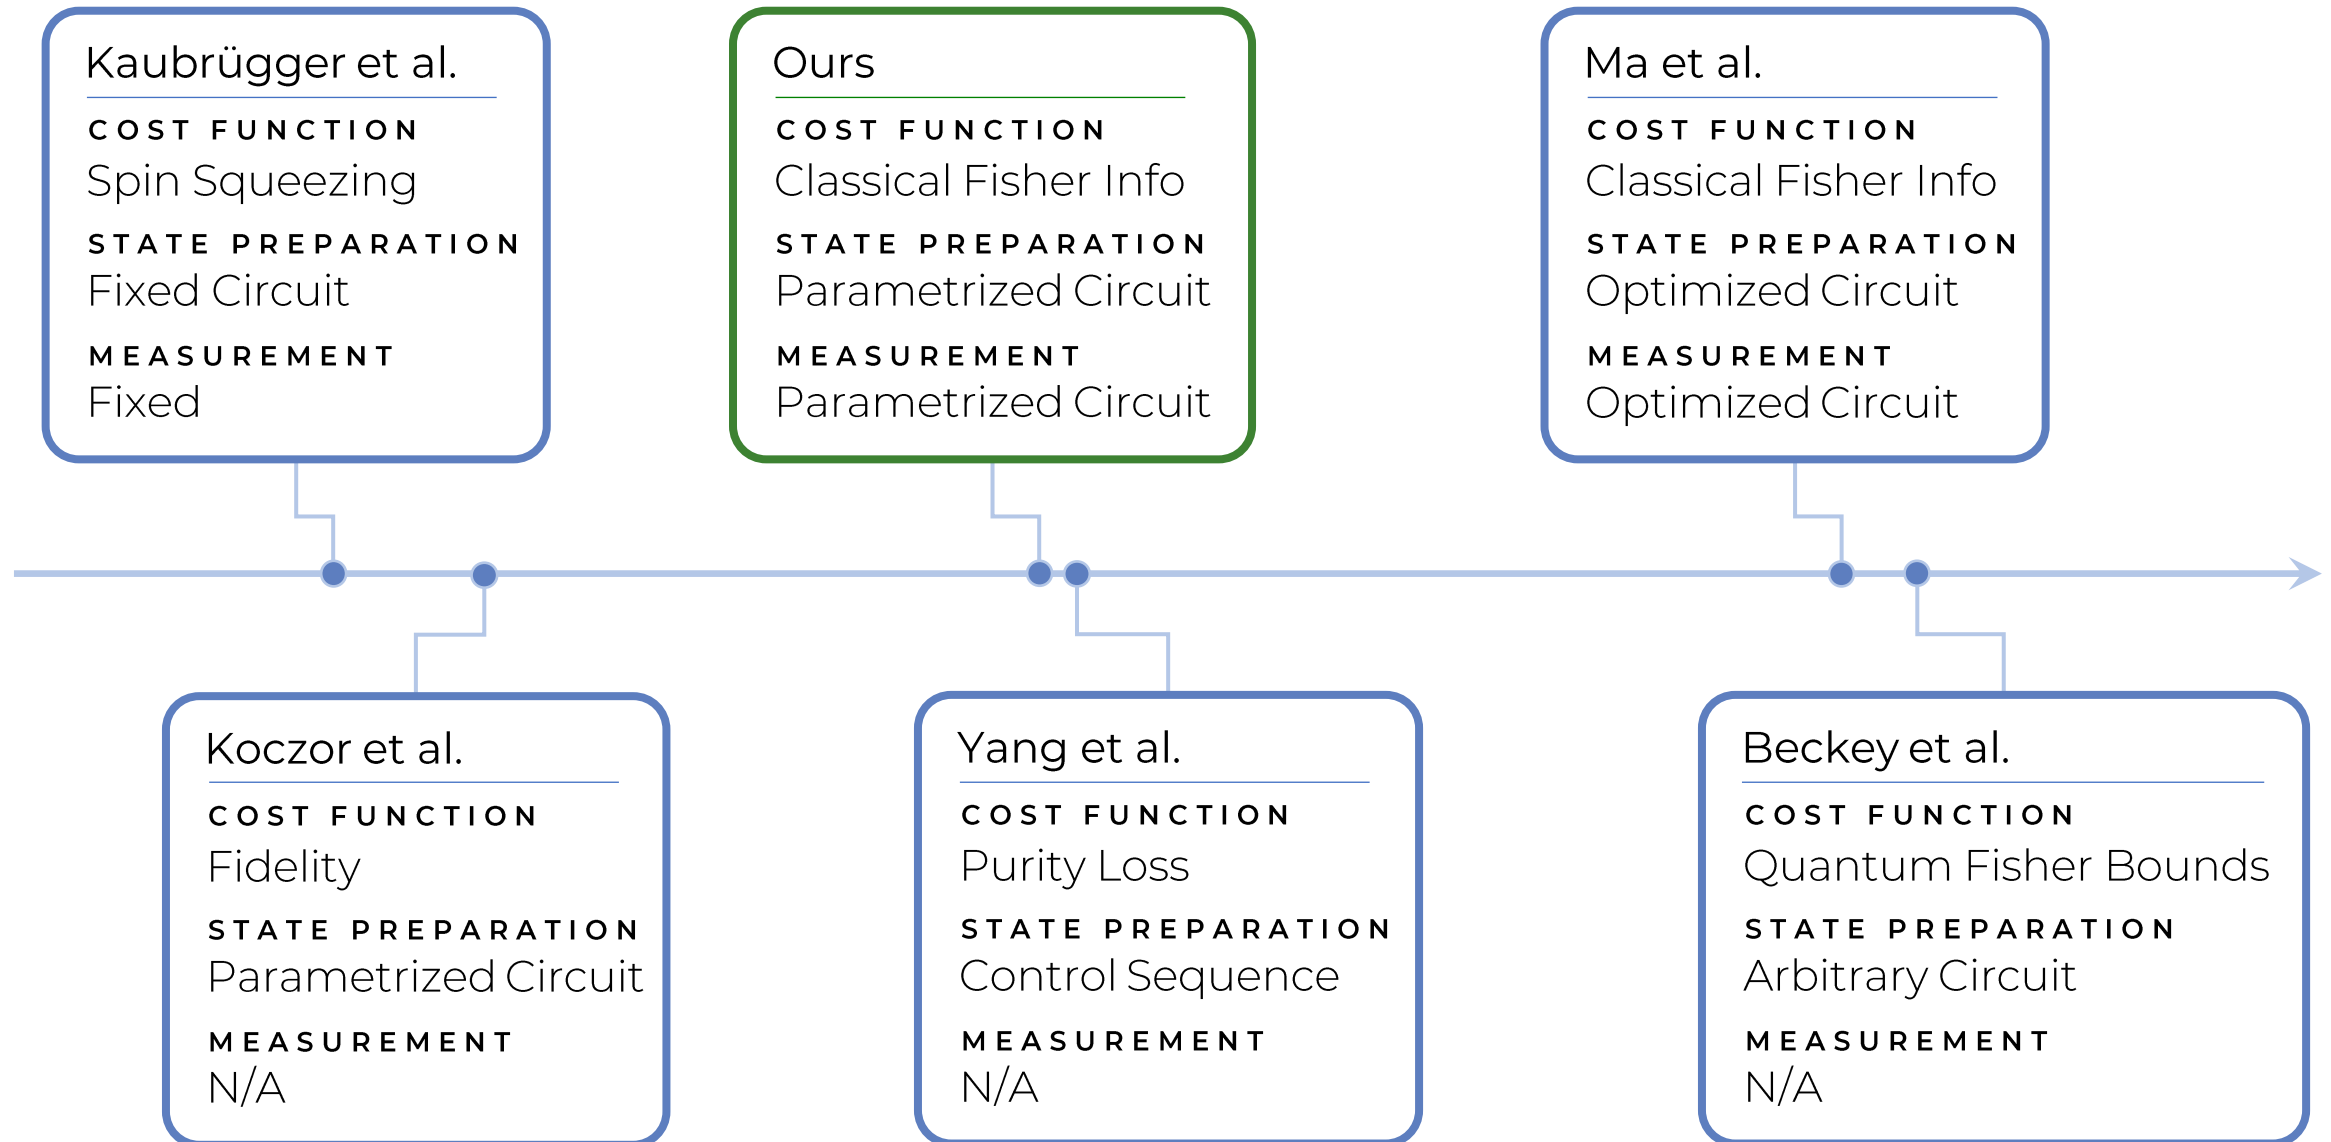 Kaubrügger et al.
COST FUNCTION
Spin Squeezing
STATE PREPARATION
Fixed Circuit
MEASUREMENT
Fixed
Ours
COST FUNCTION
Classical Fisher Info
STATE PREPARATION
Parametrized Circuit
MEASUREMENT
Parametrized Circuit
Ma et al.
COST FUNCTION
Classical Fisher Info
STATE PREPARATION
Optimized Circuit
MEASUREMENT
Optimized Circuit
Koczor et al.
COST FUNCTION
Fidelity
STATE PREPARATION
Parametrized Circuit
MEASUREMENT
N/A
Yang et al.
COST FUNCTION
Purity Loss
STATE PREPARATION
Control Sequence
MEASUREMENT
N/A
Beckey et al.
COST FUNCTION
Quantum Fisher Bounds
STATE PREPARATION
Arbitrary Circuit
MEASUREMENT
N/A